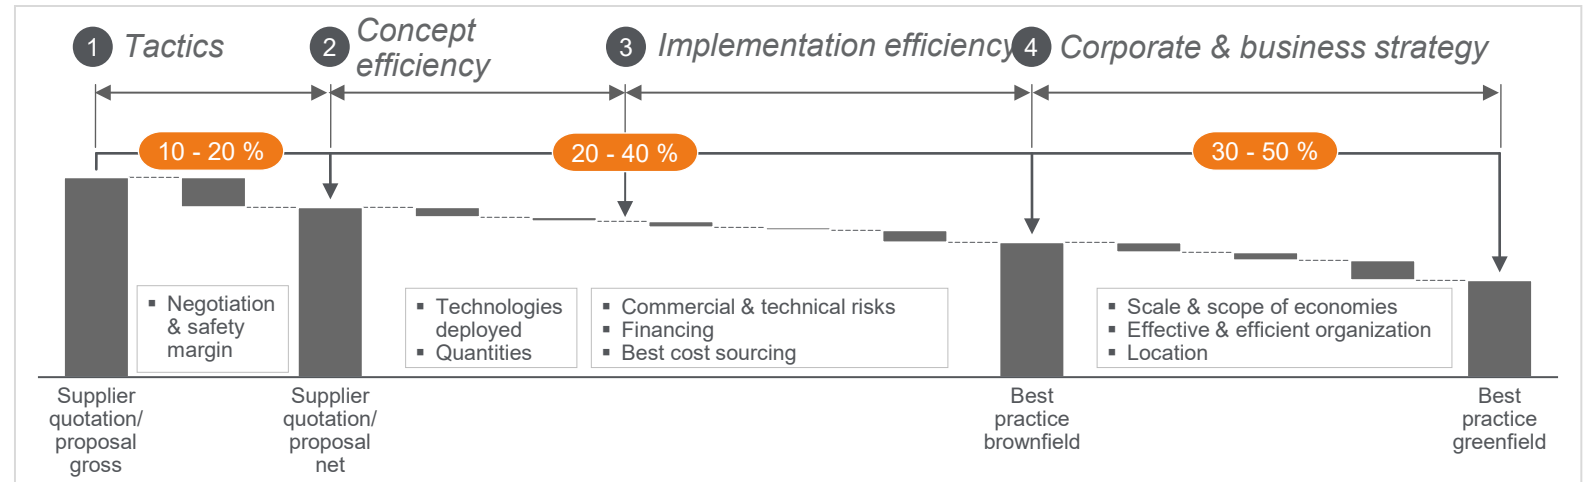 1 Tactics
2 Concept
efficiency
3 Implementation efficiency
4 Corporate & business strategy
10 - 20 %
20 - 40 %
30 - 50 %
▪ Negotiation
& safety
margin
▪ Technologies
deployed
▪ Quantities
▪ Commercial & technical risks
▪ Financing
▪ Best cost sourcing
▪ Scale & scope of economies
▪ Effective & efficient organization
▪ Location
Supplier
quotation/
proposal
gross
Supplier
quotation/
proposal
net
Best
practice
brownfield
Best
practice
greenfield